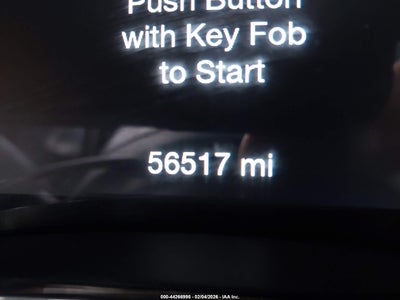 Push Button
with Key Fob
to Start
56517 mi
000-44266990 - 02/04/2026 - IAA Inc.